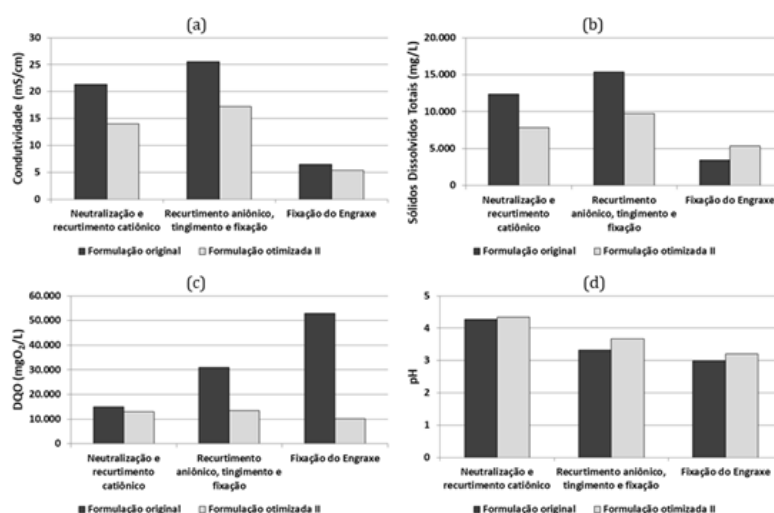 (a)
Condutividade (mS/cm)
30
25
20
15
10
5
0
Neutralização e
recurtimento catiônico
Recurtimento aniônico,
tingimento e fixação
Fixação do Engraxe
Formulação original
Formulação otimizada II
(b)
Sólidos Dissolvidos Totais (mg/L)
20.000
15.000
10.000
5.000
0
Neutralização e
recurtimento
catiônico
Recurtimento
aniônico, tingimento e
fixação
Fixação do Engraxe
Formulação original
Formulação otimizada II
(c)
DQO (mgO₂/L)
60.000
50.000
40.000
30.000
20.000
10.000
0
Neutralização e
recurtimento
catiônico
Recurtimento
aniônico, tingimento e
fixação
Fixação do Engraxe
Formulação original
Formulação otimizada II
(d)
pH
5
4
3
2
1
0
Neutralização e
recurtimento catiônico
Recurtimento aniônico,
tingimento e fixação
Fixação do Engraxe
Formulação original
Formulação otimizada II